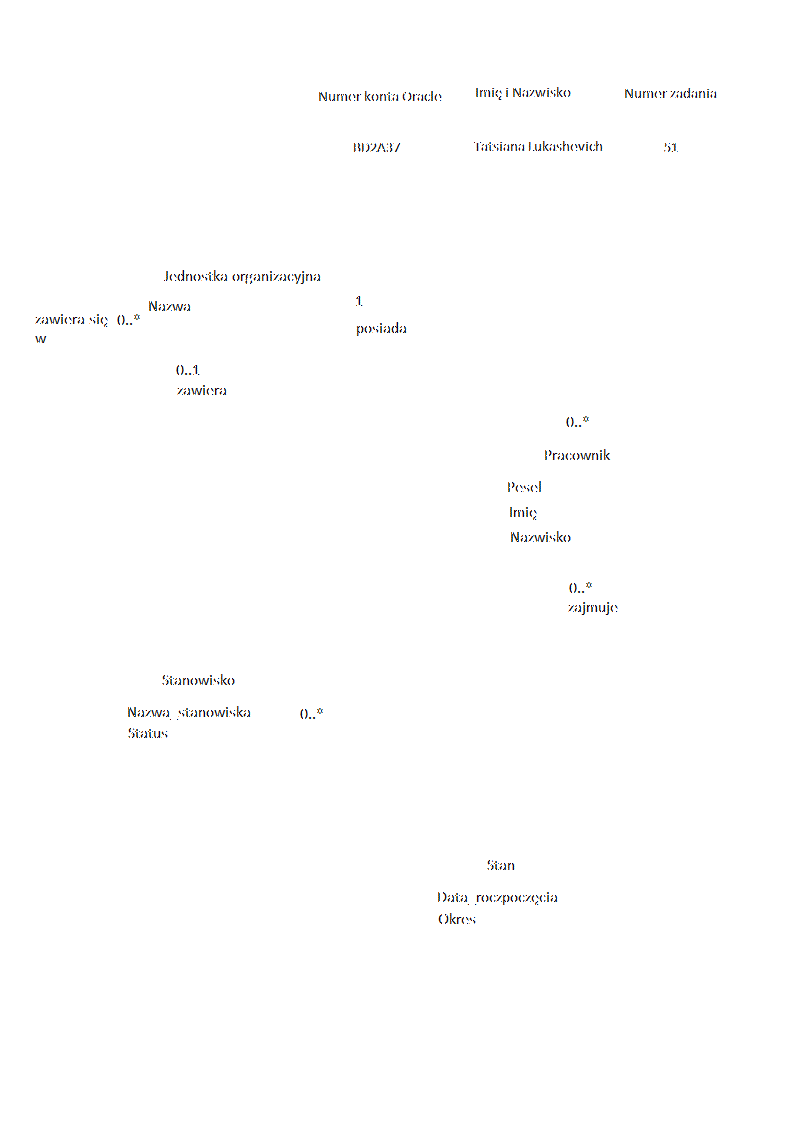 Numer konta Oracle Imię i Nazwisko Numer zadania
BD2A37 Tatsiana Lukashevich 51
Jednostka organizacyjna
1
Nazwa
zawiera się 0..*
w
posiada
0..1
zawiera
0..*
Pracownik
Pesel
Imię
Nazwisko
0..*
zajmuje
Stanowisko
Nazwa_stanowiska 0..*
Status
Stan
Data_roczpoczęcia
Okres